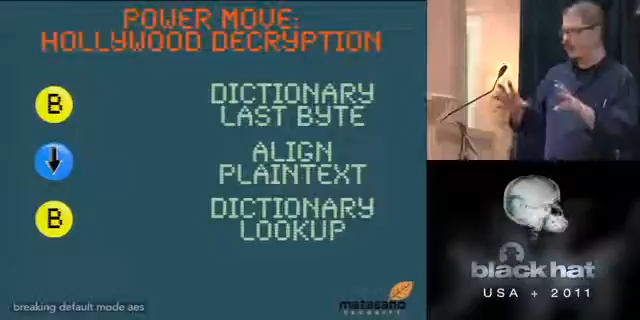 POWER MOVE:
HOLLYWOOD DECRYPTION
B
DICTIONARY
LAST BYTE
ALIGN
PLAINTEXT
B
DICTIONARY
LOOKUP
breaking default mode aes
matasano
SECURITY
black hat
USA + 2011